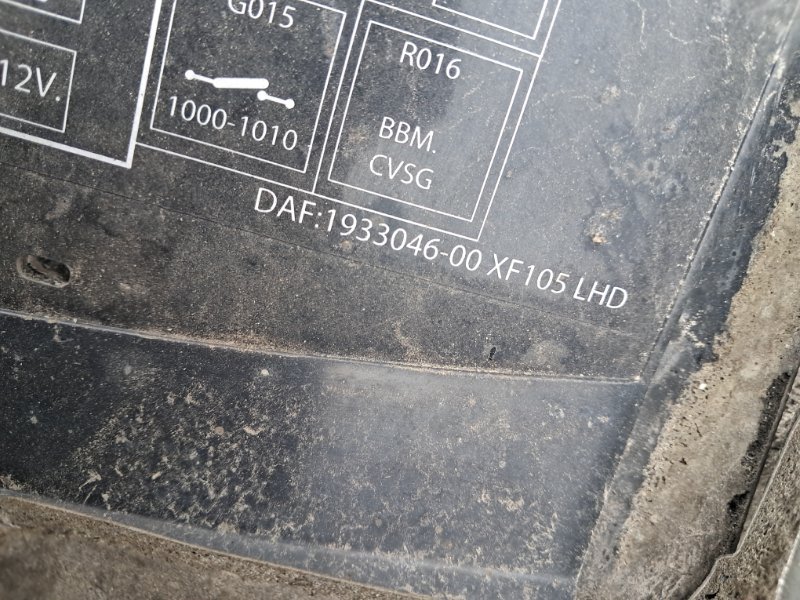 G015
1000-1010
12V.
R016
BBM.
CVSG
DAF:1933046-00 XF105 LHD